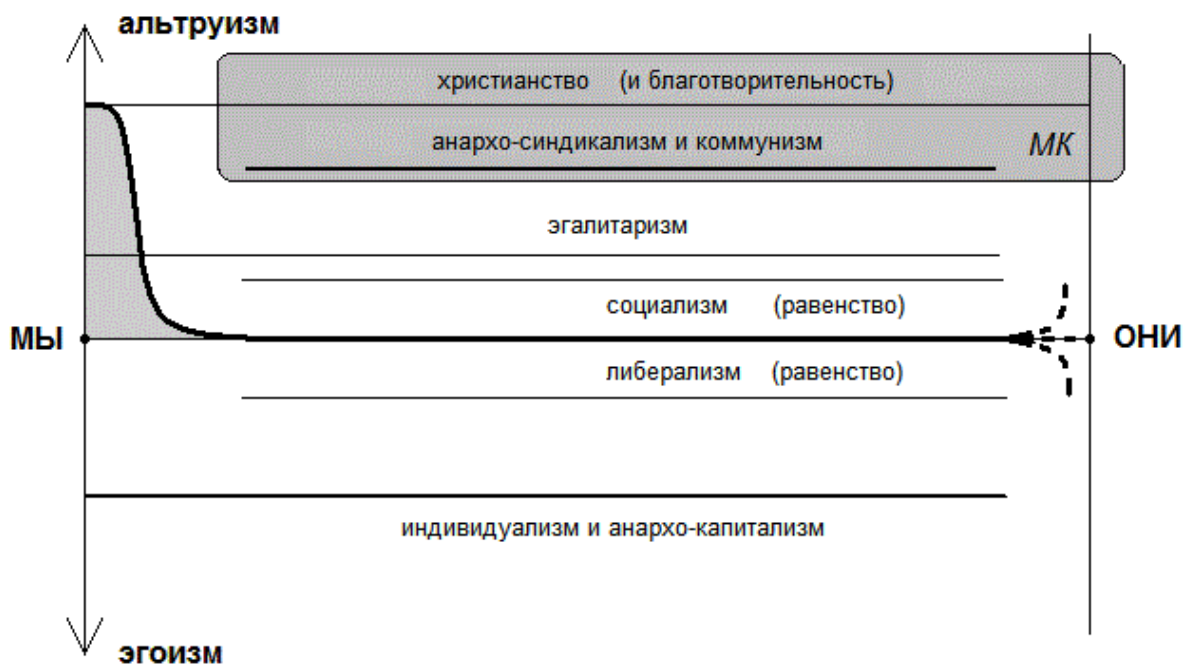 альтруизм
христианство (и благотворительность)
анархо-синдикализм и коммунизм
МК
эгалитаризм
социализм (равенство)
МЫ
ОНИ
либерализм (равенство)
индивидуализм и анархо-капитализм
эгоизм